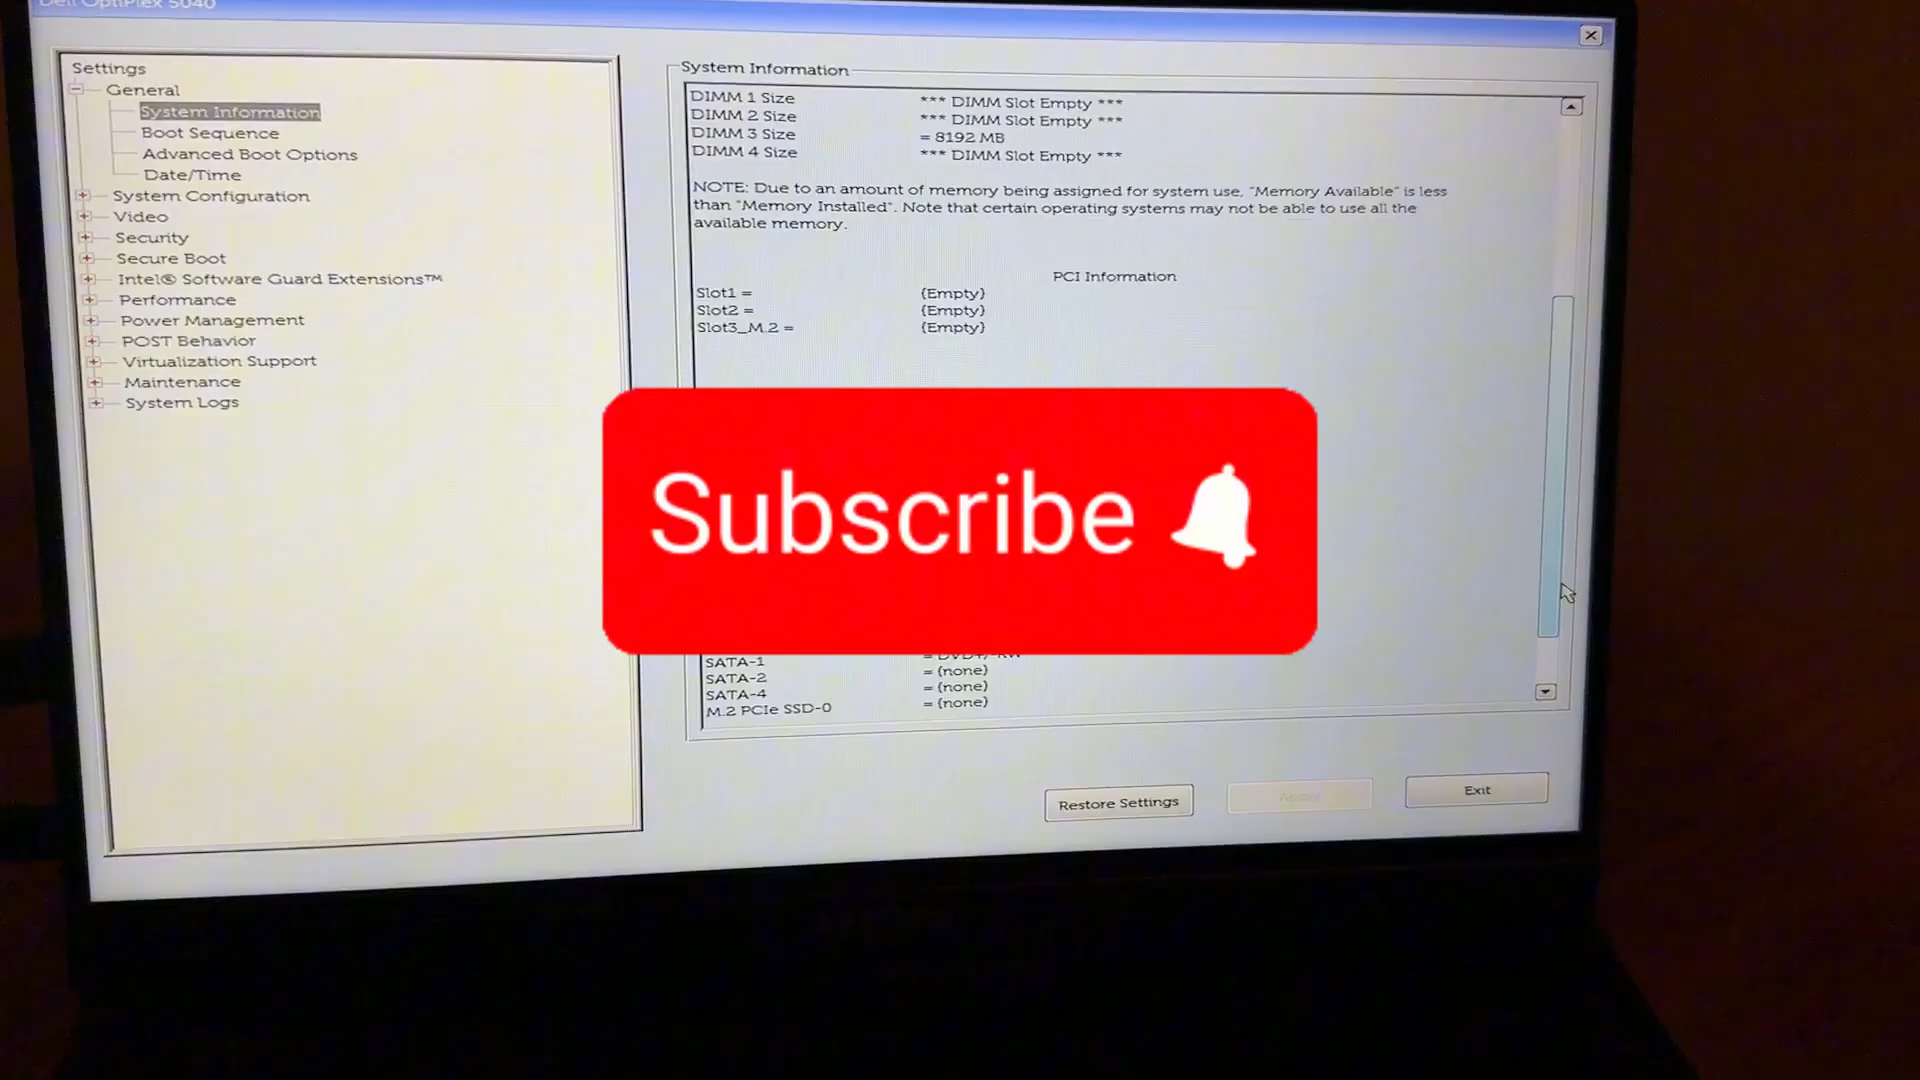 Dell OptiPlex 5040
Settings
General
System Information
Boot Sequence
Advanced Boot Options
Date/Time
System Configuration
Video
Security
Secure Boot
Intel® Software Guard Extensions™
Performance
Power Management
POST Behavior
Virtualization Support
Maintenance
System Logs
System Information
DIMM 1 Size *** DIMM Slot Empty ***
DIMM 2 Size *** DIMM Slot Empty ***
DIMM 3 Size = 8192 MB
DIMM 4 Size *** DIMM Slot Empty ***
NOTE: Due to an amount of memory being assigned for system use, "Memory Available" is less
than "Memory Installed". Note that certain operating systems may not be able to use all the
available memory.
PCI Information
Slot1 = {Empty}
Slot2 = {Empty}
Slot3_M.2 = {Empty}
Subscribe
SATA-1 = DVD+/-RW
SATA-2 = {none}
SATA-4 = {none}
M.2 PCIe SSD-0 = {none}
Restore Settings
Apply
Exit